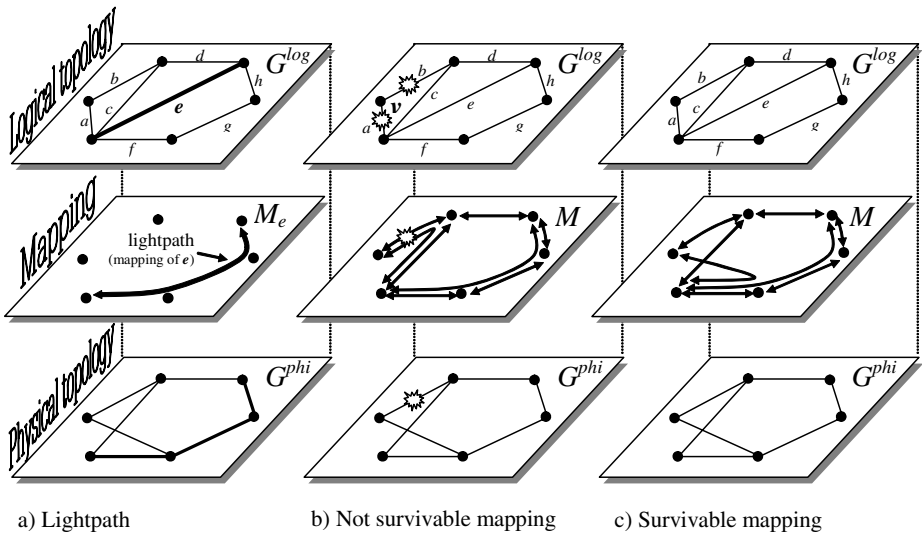 Logical topology
G^log
d
b
h
c
e
a
g
f
G^log
d
b
h
c
e
v
a
g
f
G^log
d
b
h
c
e
a
g
f
Mapping
M_e
lightpath
(mapping of e)
M
M
Physical topology
G^phi
G^phi
G^phi
a) Lightpath
b) Not survivable mapping
c) Survivable mapping